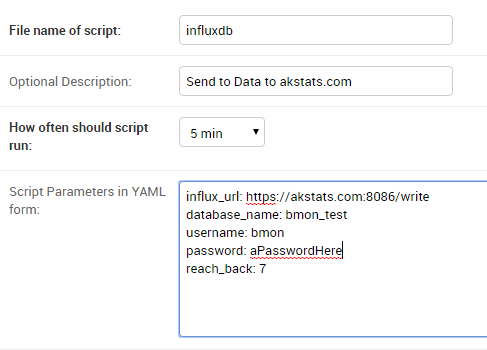 File name of script:
influxdb
Optional Description:
Send to Data to akstats.com
How often should script
run:
5 min
Script Parameters in YAML
form:
influx_url: https://akstats.com:8086/write
database_name: bmon_test
username: bmon
password: aPasswordHere
reach_back: 7